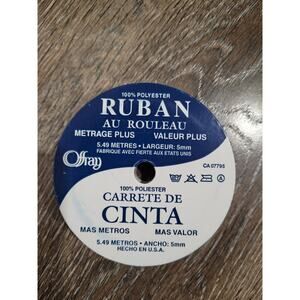 100% POLYESTER
RUBAN
AU ROULEAU
METRAGE PLUS VALEUR PLUS
5.49 METRES • LARGEUR: 5mm
FABRIQUE AVEC FIERTE AUX ETATS UNIS
Offray
CA 07795
100% POLIESTER
CARRETE DE
CINTA
MAS METROS MAS VALOR
5.49 METROS • ANCHO: 5mm
HECHO EN U.S.A.